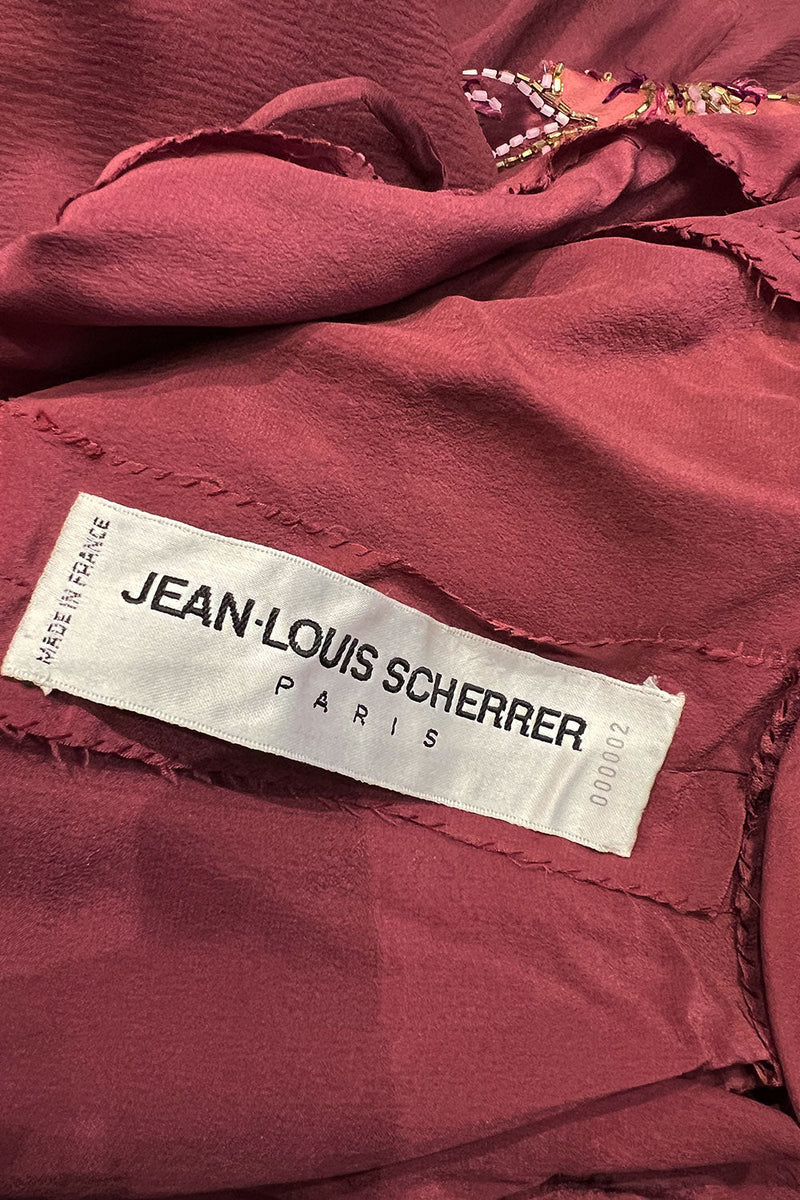 MADE IN FRANCE
JEAN-LOUIS SCHERRER
PARIS
000002